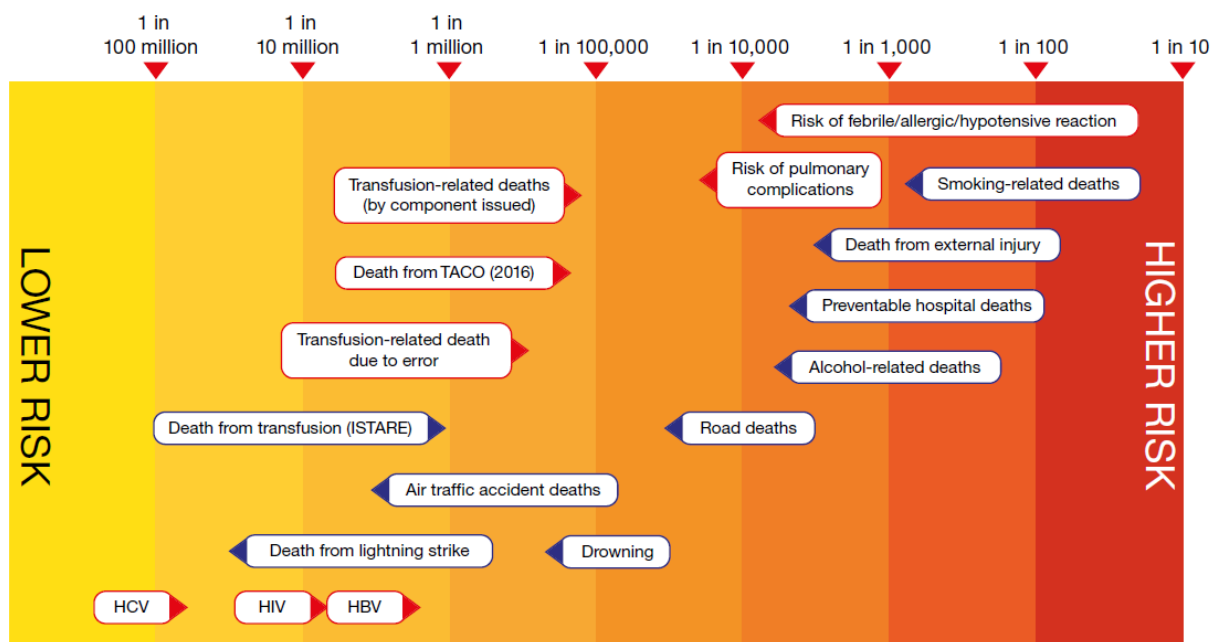 1 in
100 million
1 in
10 million
1 in
1 million
1 in 100,000
1 in 10,000
1 in 1,000
1 in 100
1 in 10
LOWER RISK
HIGHER RISK
Risk of febrile/allergic/hypotensive reaction
Transfusion-related deaths
(by component issued)
Risk of pulmonary
complications
Smoking-related deaths
Death from external injury
Death from TACO (2016)
Preventable hospital deaths
Transfusion-related death
due to error
Alcohol-related deaths
Death from transfusion (ISTARE)
Road deaths
Air traffic accident deaths
Death from lightning strike
Drowning
HCV
HIV
HBV